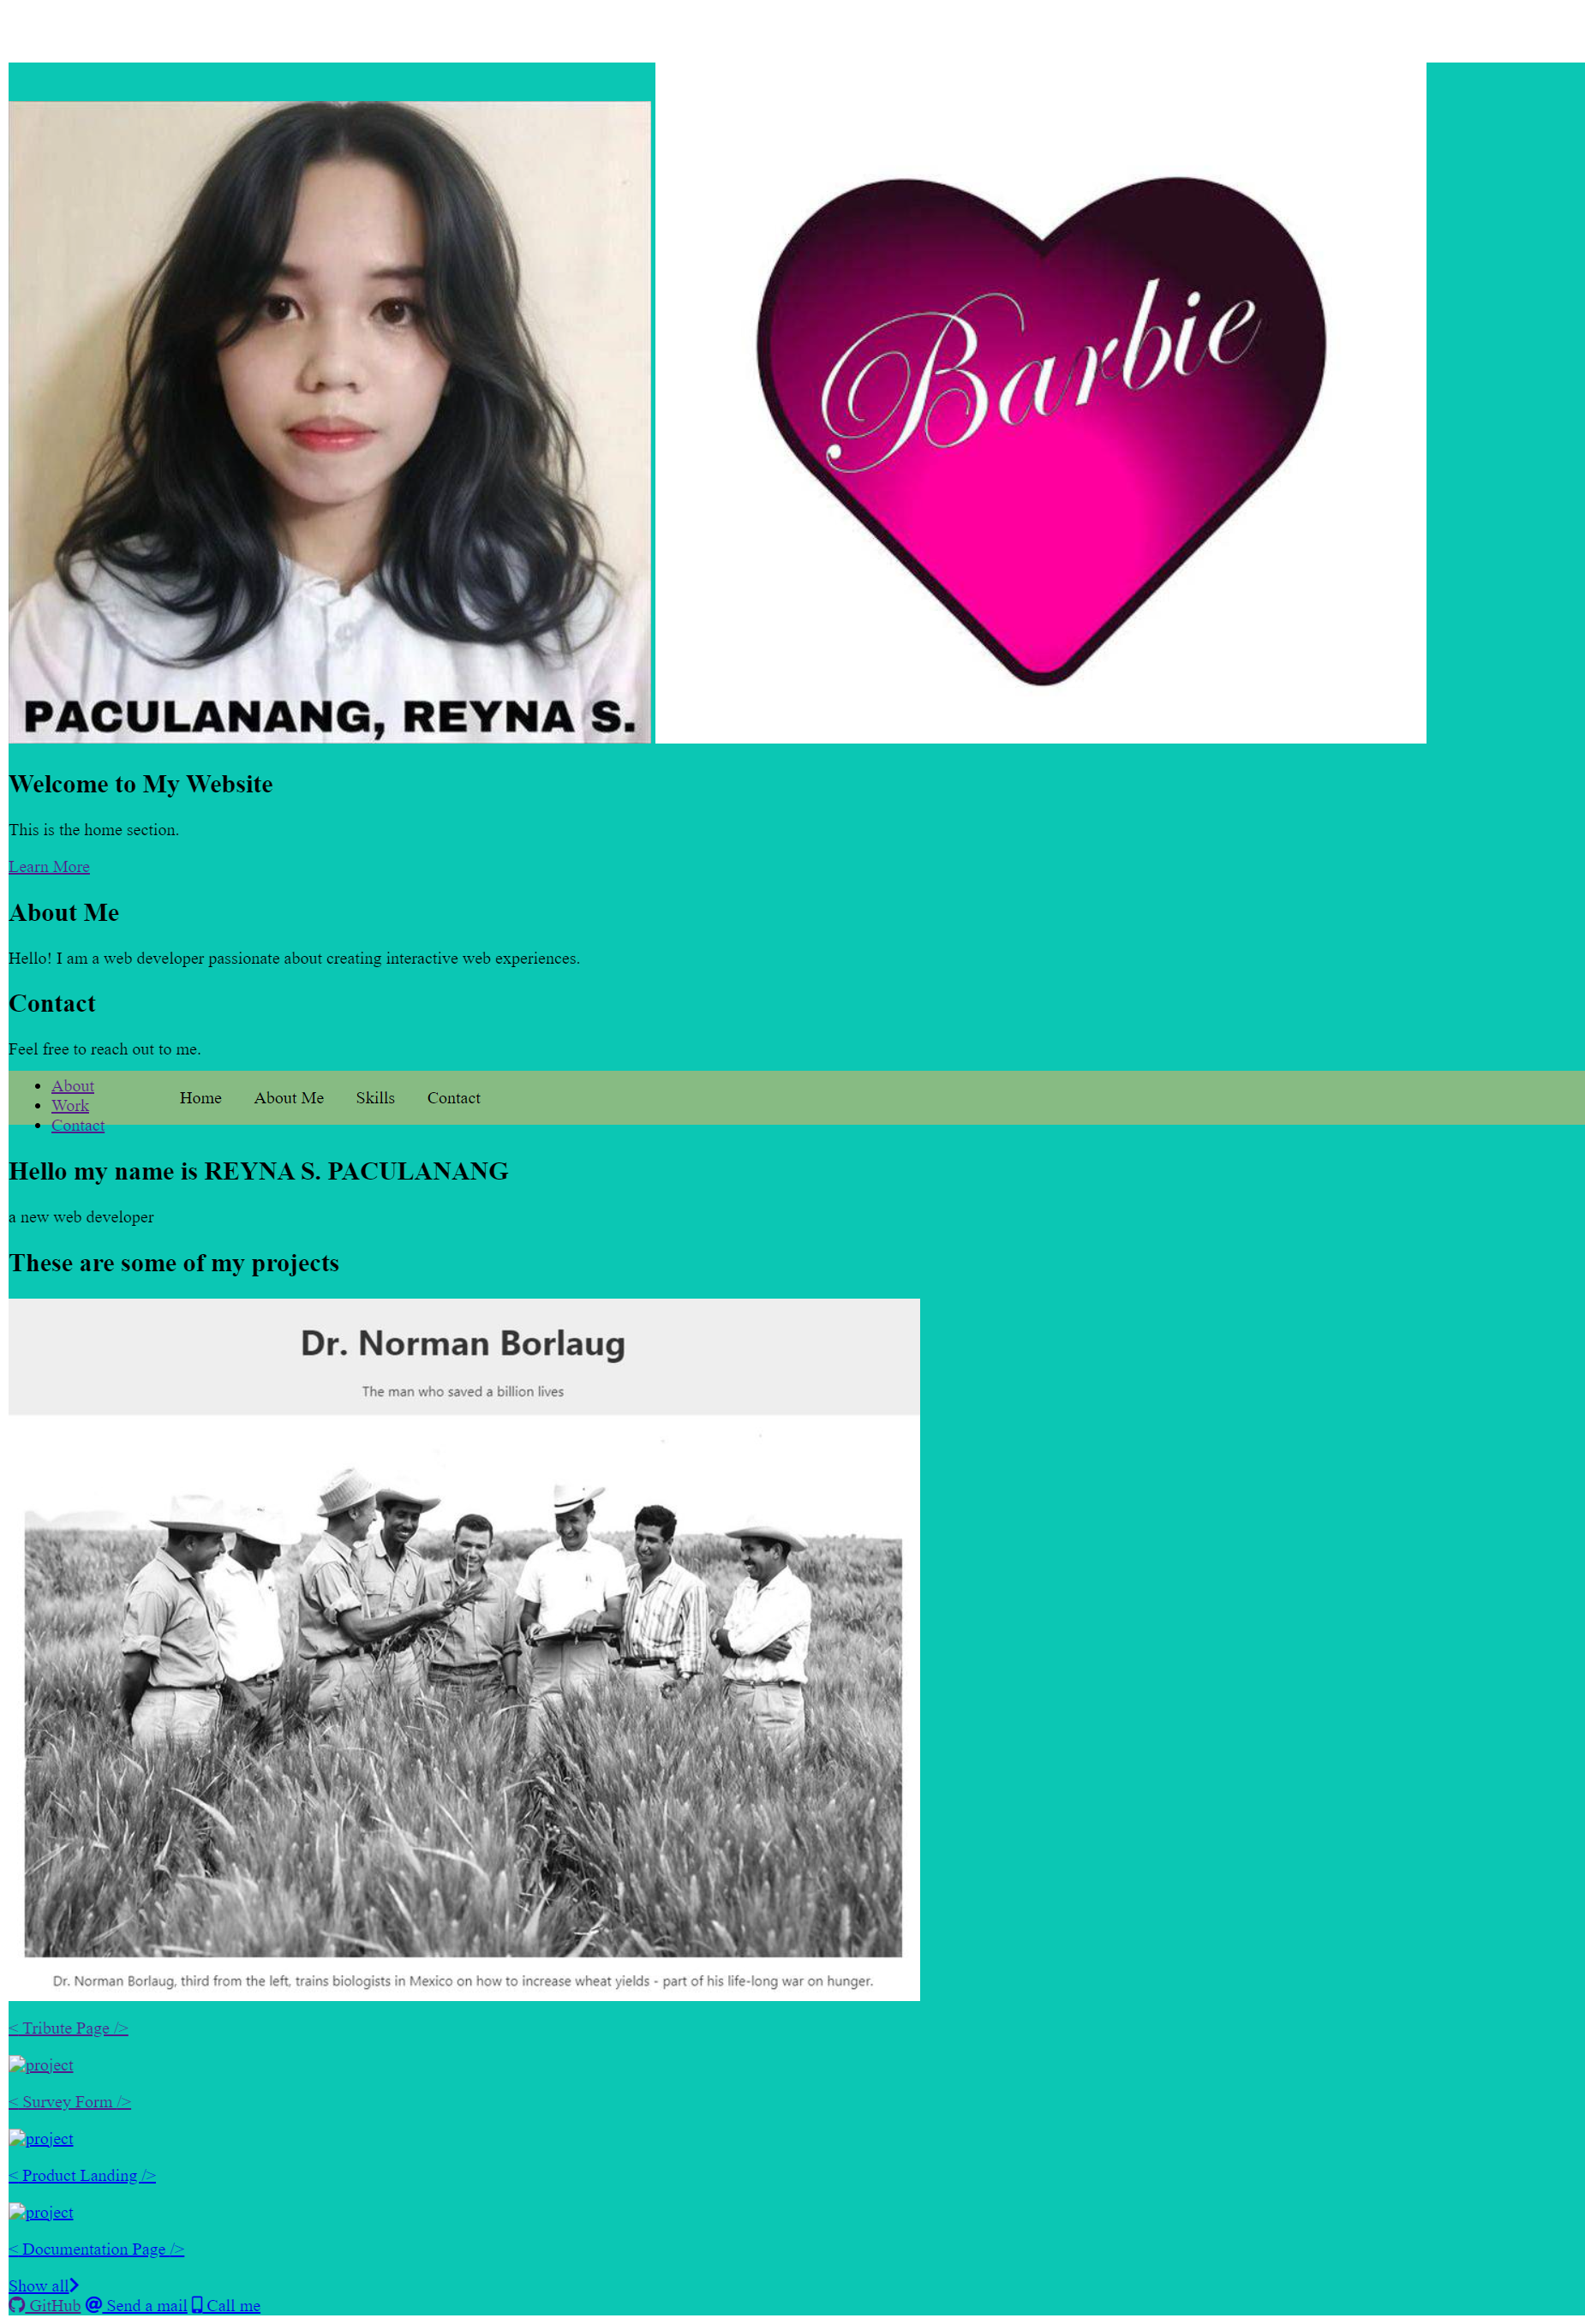 PACULANANG, REYNA S.
Barbie
Welcome to My Website
This is the home section.
Learn More
About Me
Hello! I am a web developer passionate about creating interactive web experiences.
Contact
Feel free to reach out to me.
About
Work
Contact
Home About Me Skills Contact
Hello my name is REYNA S. PACULANANG
a new web developer
These are some of my projects
Dr. Norman Borlaug
The man who saved a billion lives
Dr. Norman Borlaug, third from the left, trains biologists in Mexico on how to increase wheat yields - part of his life-long war on hunger.
< Tribute Page />
project
< Survey Form />
project
< Product Landing />
project
< Documentation Page />
Show all
GitHub @ Send a mail Call me